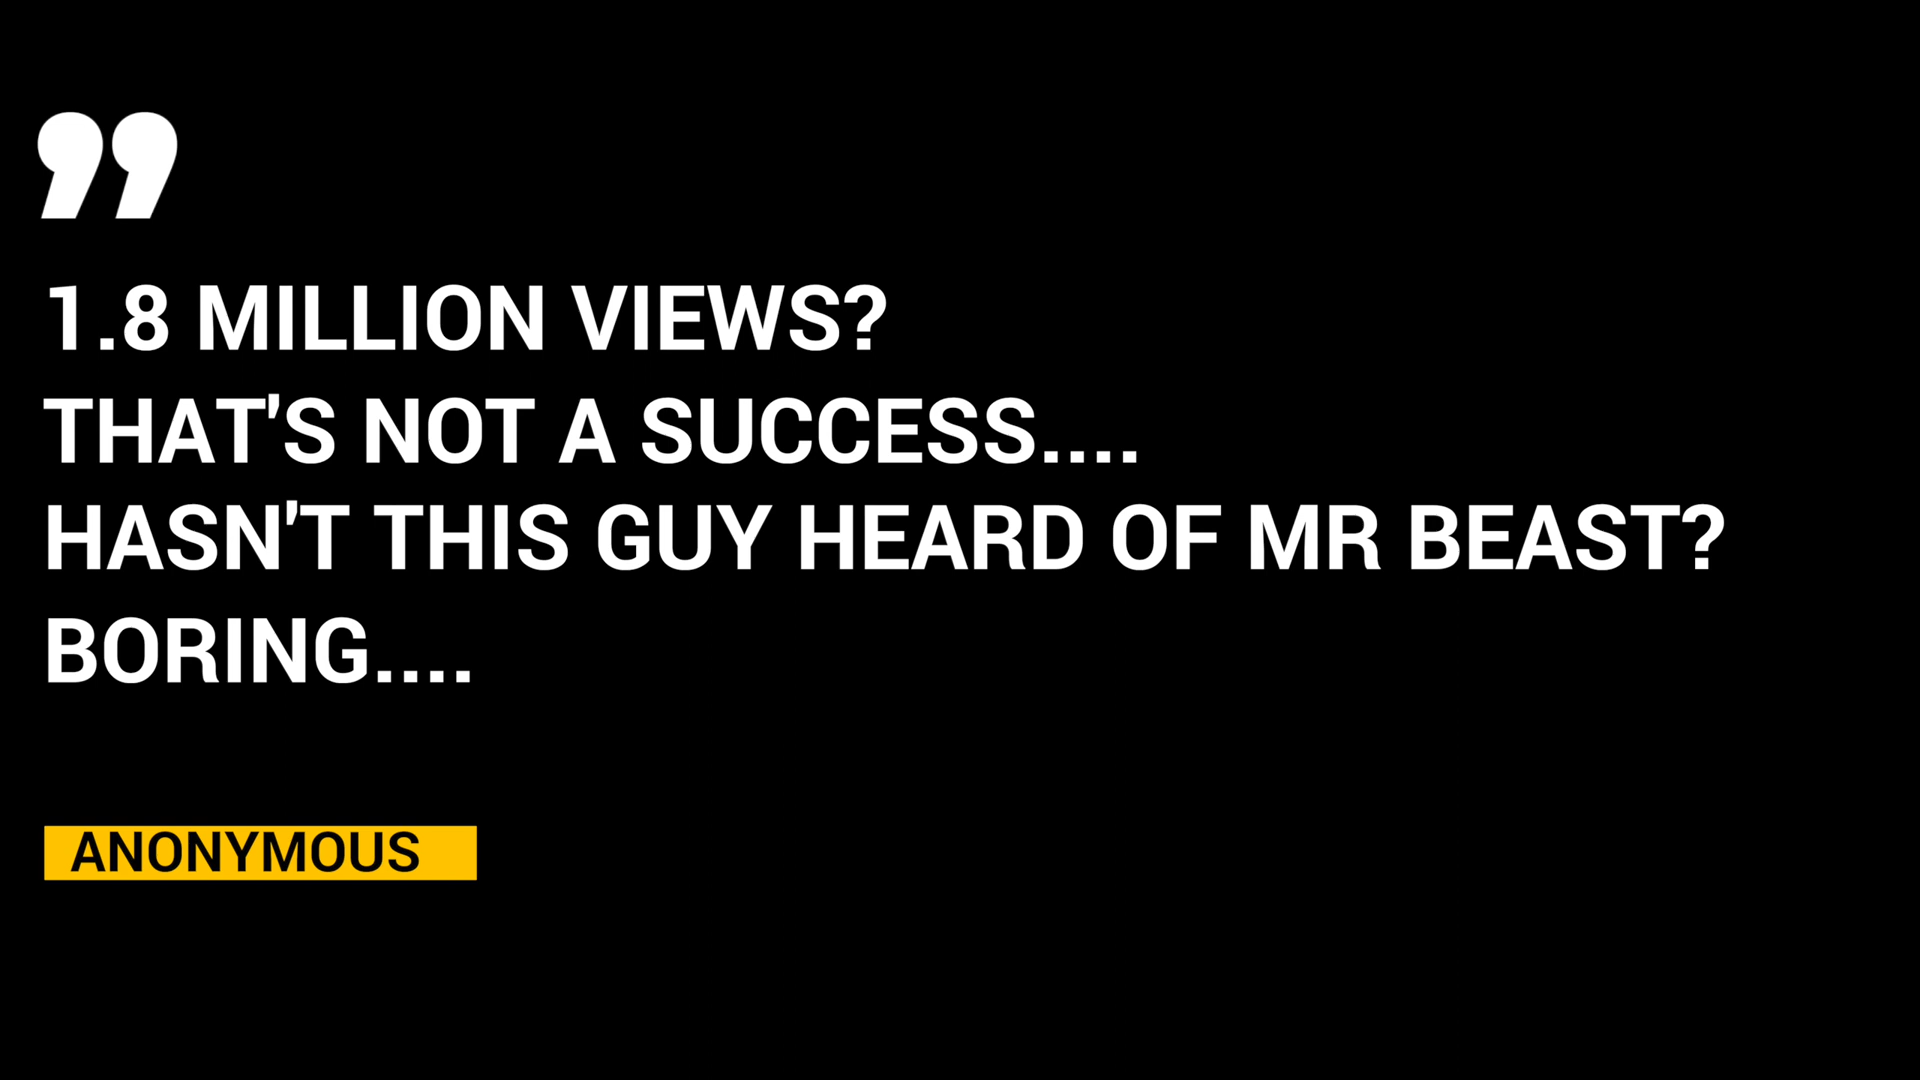 ”
1.8 MILLION VIEWS?
THAT'S NOT A SUCCESS....
HASN'T THIS GUY HEARD OF MR BEAST?
BORING....
ANONYMOUS